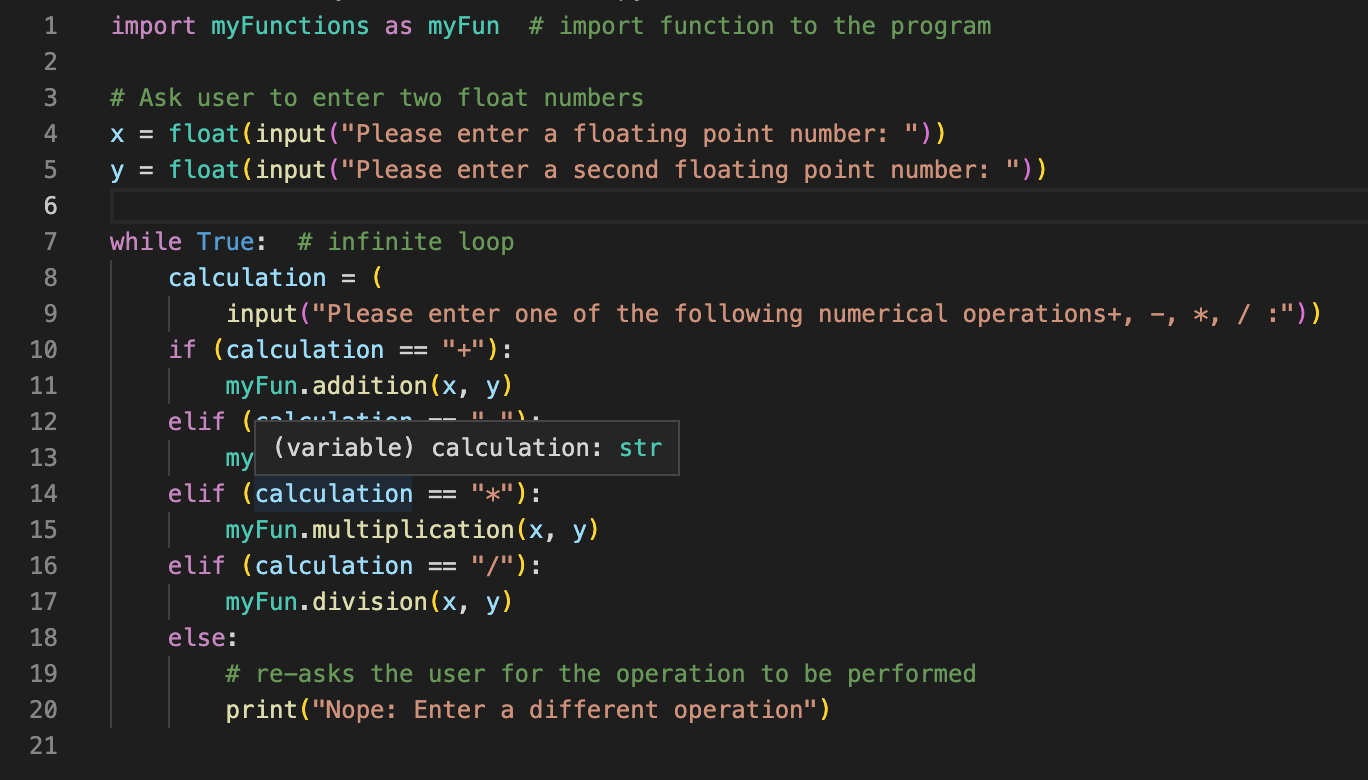 1 import myFunctions as myFun # import function to the program
2
3 # Ask user to enter two float numbers
4 x = float(input("Please enter a floating point number: "))
5 y = float(input("Please enter a second floating point number: "))
6
7 while True: # infinite loop
8 calculation = (
9 input("Please enter one of the following numerical operations+, -, *, / :"))
10 if (calculation == "+"):
11 myFun.addition(x, y)
12 elif (calculation == "-"):
(variable) calculation: str
13 my
14 elif (calculation == "*"):
15 myFun.multiplication(x, y)
16 elif (calculation == "/"):
17 myFun.division(x, y)
18 else:
19 # re-asks the user for the operation to be performed
20 print("Nope: Enter a different operation")
21